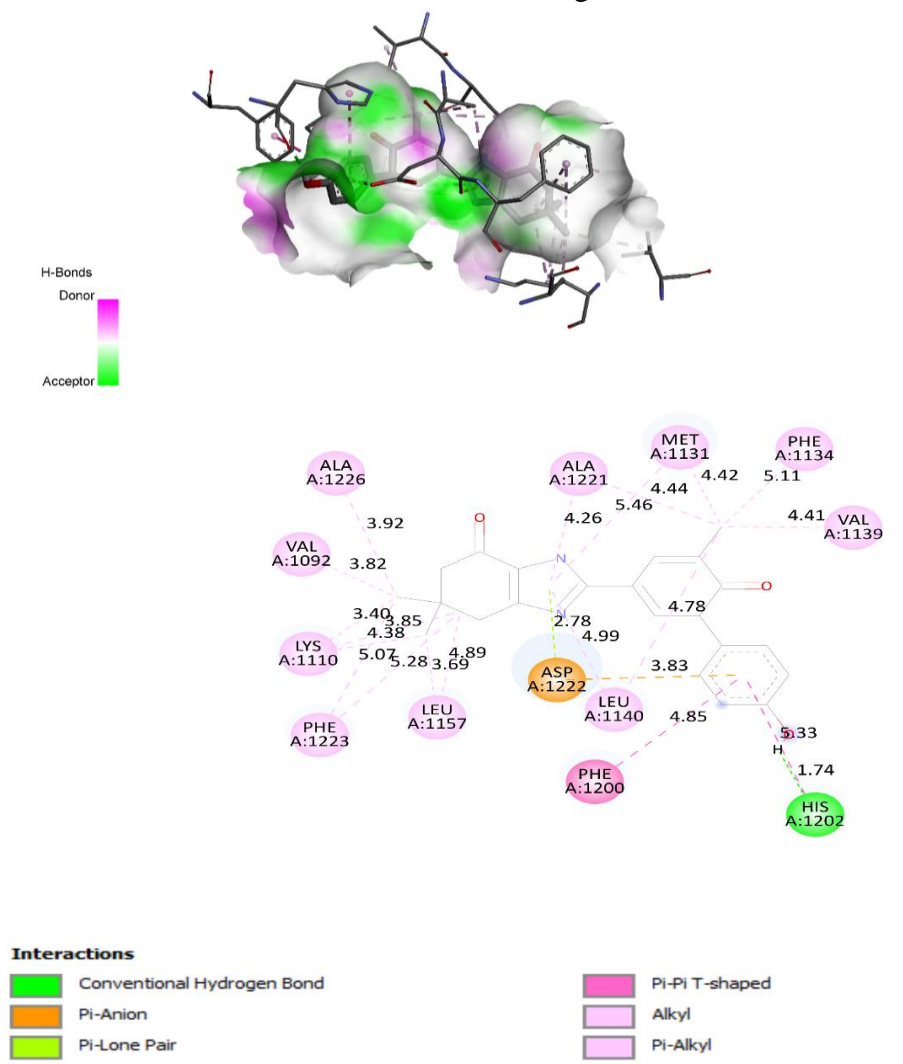 H-Bonds
Donor
Acceptor
MET
A:1131
PHE
A:1134
ALA
A:1226
ALA
A:1221
4.42
5.11
4.44
5.46
4.41
VAL
A:1139
3.92
4.26
O
VAL
A:1092
3.82
N
O
3.40
3.85
N
2.78
4.78
4.38
4.99
LYS
A:1110
5.07
5.28
3.69
4.89
ASP
A:1222
3.83
LEU
A:1157
LEU
A:1140
4.85
PHE
A:1223
5.33
H
1.74
PHE
A:1200
HIS
A:1202
Interactions
Conventional Hydrogen Bond
Pi-Anion
Pi-Lone Pair
Pi-Pi T-shaped
Alkyl
Pi-Alkyl